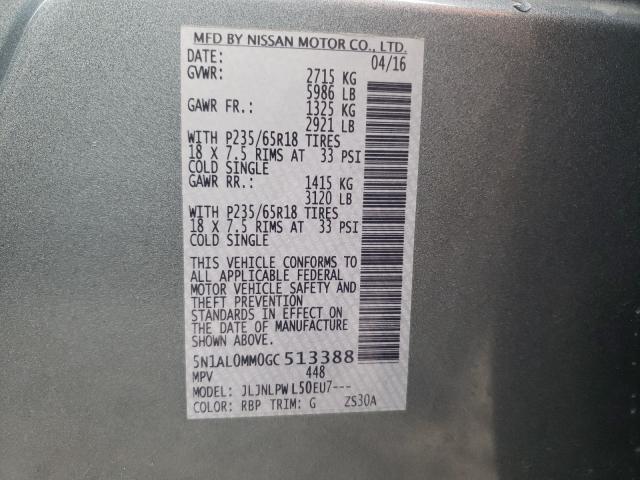 MFD BY NISSAN MOTOR CO., LTD.
DATE: 04/16
GVWR: 2715 KG
5986 LB
GAWR FR.: 1325 KG
2921 LB
WITH P235/65R18 TIRES
18 X 7.5 RIMS AT 33 PSI
COLD SINGLE
GAWR RR.: 1415 KG
3120 LB
WITH P235/65R18 TIRES
18 X 7.5 RIMS AT 33 PSI
COLD SINGLE
THIS VEHICLE CONFORMS TO
ALL APPLICABLE FEDERAL
MOTOR VEHICLE SAFETY AND
THEFT PREVENTION
STANDARDS IN EFFECT ON
THE DATE OF MANUFACTURE
SHOWN ABOVE.
5N1AL0MM0GC513388
MPV 448
MODEL: JLJNLPW L50EU7---
COLOR: RBP TRIM: G ZS30A